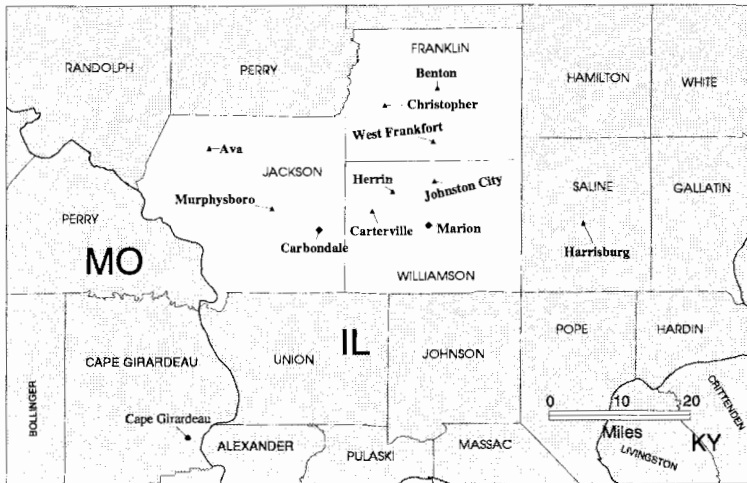 FRANKLIN
RANDOLPH
PERRY
Benton
HAMILTON
WHITE
Christopher
West Frankfort
Ava
JACKSON
Herrin
Johnston City
SALINE
GALLATIN
Murphysboro
PERRY
Carbondale
Carterville
Marion
Harrisburg
MO
WILLIAMSON
IL
POPE
HARDIN
CAPE GIRARDEAU
UNION
JOHNSON
CRITTENDEN
BOLLINGER
0 10 20
Cape Girardeau
Miles
KY
ALEXANDER
PULASKI
MASSAC
LIVINGSTON